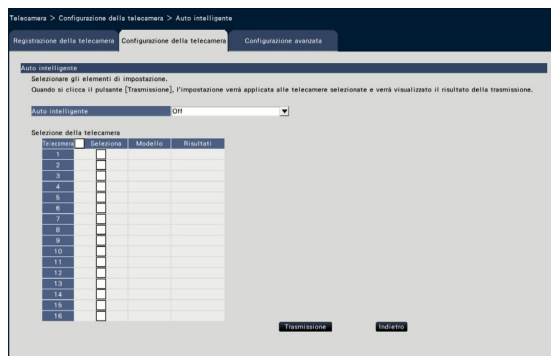 Telecamera > Configurazione della telecamera > Auto intelligente
Registrazione della telecamera Configurazione della telecamera Configurazione avanzata
Auto intelligente
Selezionare gli elementi di impostazione.
Quando si clicca il pulsante [Trasmissione], l'impostazione verrà applicata alle telecamere selezionate e verrà visualizzato il risultato della trasmissione.
Auto intelligente Off
Selezione della telecamera
Telecamera Seleziona Modello Risultati
1
2
3
4
5
6
7
8
9
10
11
12
13
14
15
16
Trasmissione Indietro